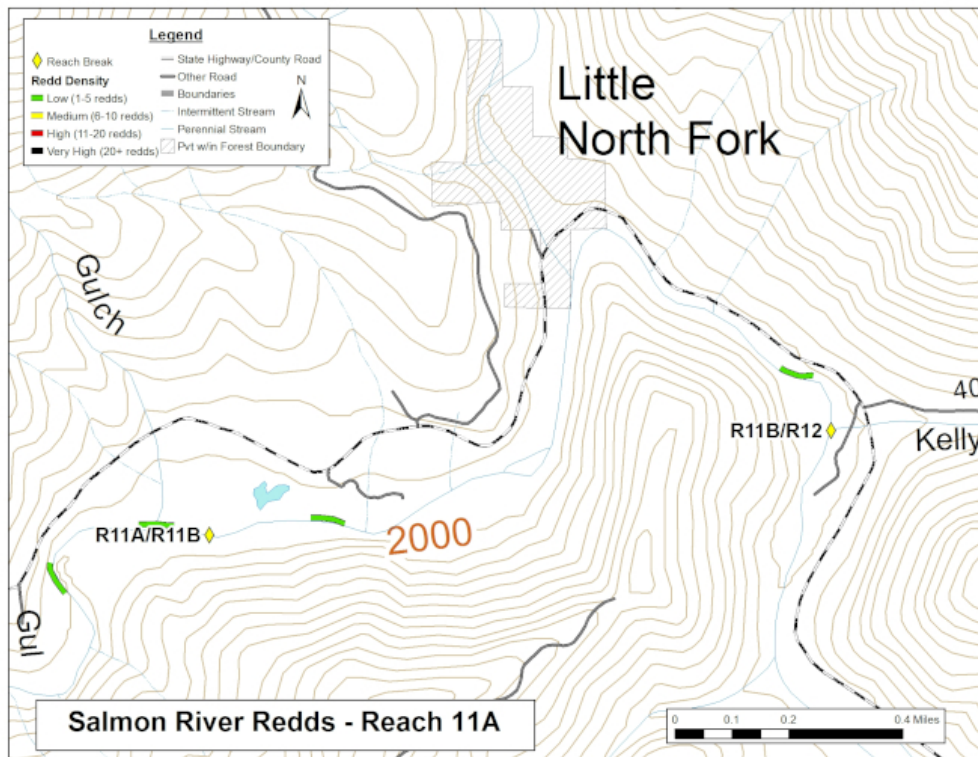 Legend
Reach Break
Redd Density
Low (1-5 redds)
Medium (6-10 redds)
High (11-20 redds)
Very High (20+ redds)
State Highway/County Road
Other Road
Boundaries
Intermittent Stream
Perennial Stream
Pvt w/in Forest Boundary
N
Little
North Fork
Gulch
R11B/R12
40
Kelly
R11A/R11B
2000
Gul
Salmon River Redds - Reach 11A
0 0.1 0.2 0.4 Miles